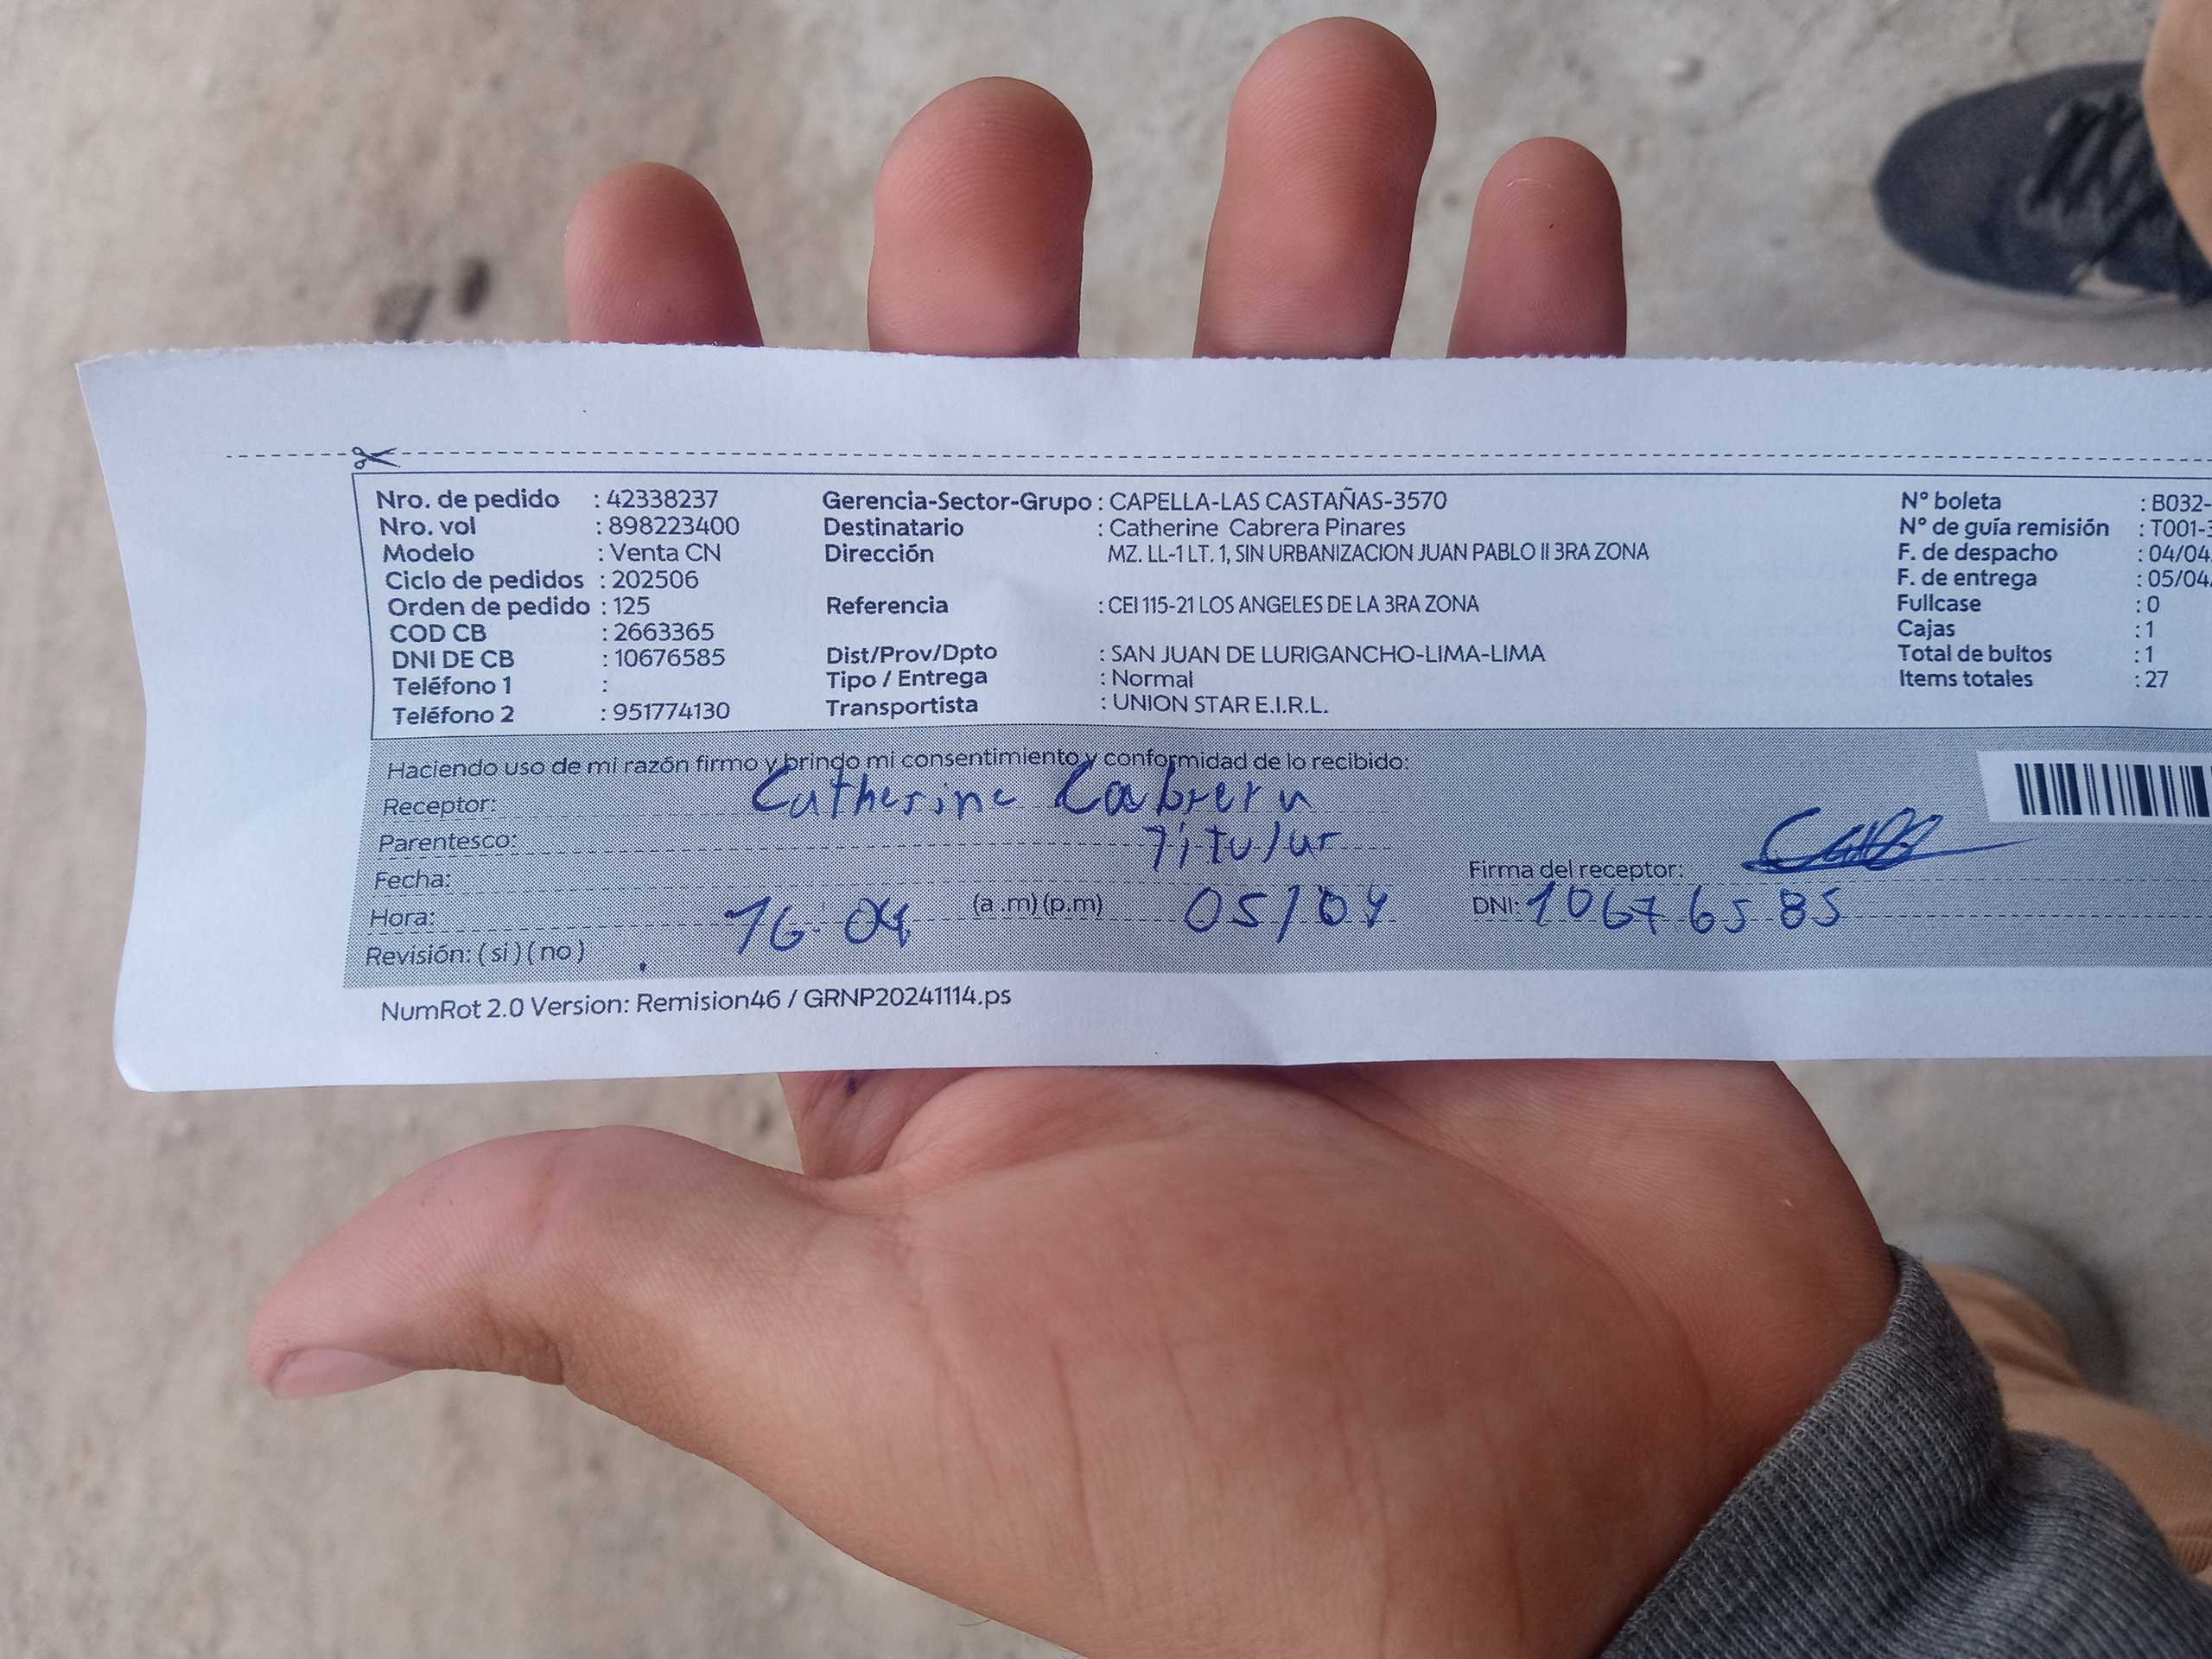 Nro. de pedido : 42338237
Nro. vol : 898223400
Modelo : Venta CN
Ciclo de pedidos : 202506
Orden de pedido : 125
COD CB : 2663365
DNI DE CB : 10676585
Teléfono 1 :
Teléfono 2 : 951774130
Gerencia-Sector-Grupo : CAPELLA-LAS CASTAÑAS-3570
Destinatario : Catherine Cabrera Pinares
Dirección MZ. LL-1 LT. 1, SIN URBANIZACION JUAN PABLO II 3RA ZONA
Referencia : CEI 115-21 LOS ANGELES DE LA 3RA ZONA
Dist/Prov/Dpto : SAN JUAN DE LURIGANCHO-LIMA-LIMA
Tipo / Entrega : Normal
Transportista : UNION STAR E.I.R.L.
N° boleta : B032-
N° de guía remisión : T001-
F. de despacho : 04/04
F. de entrega : 05/04
Fullcase : 0
Cajas : 1
Total de bultos : 1
Items totales : 27
Haciendo uso de mi razón firmo y brindo mi consentimiento y conformidad de lo recibido:
Receptor: Catherine Cabrera
Parentesco: Titular
Fecha:
Firma del receptor:
Hora: 16 04 (a .m) (p.m) 05/04
DNI: 10676585
Revisión: ( si ) ( no )
NumRot 2.0 Version: Remision46 / GRNP20241114.ps